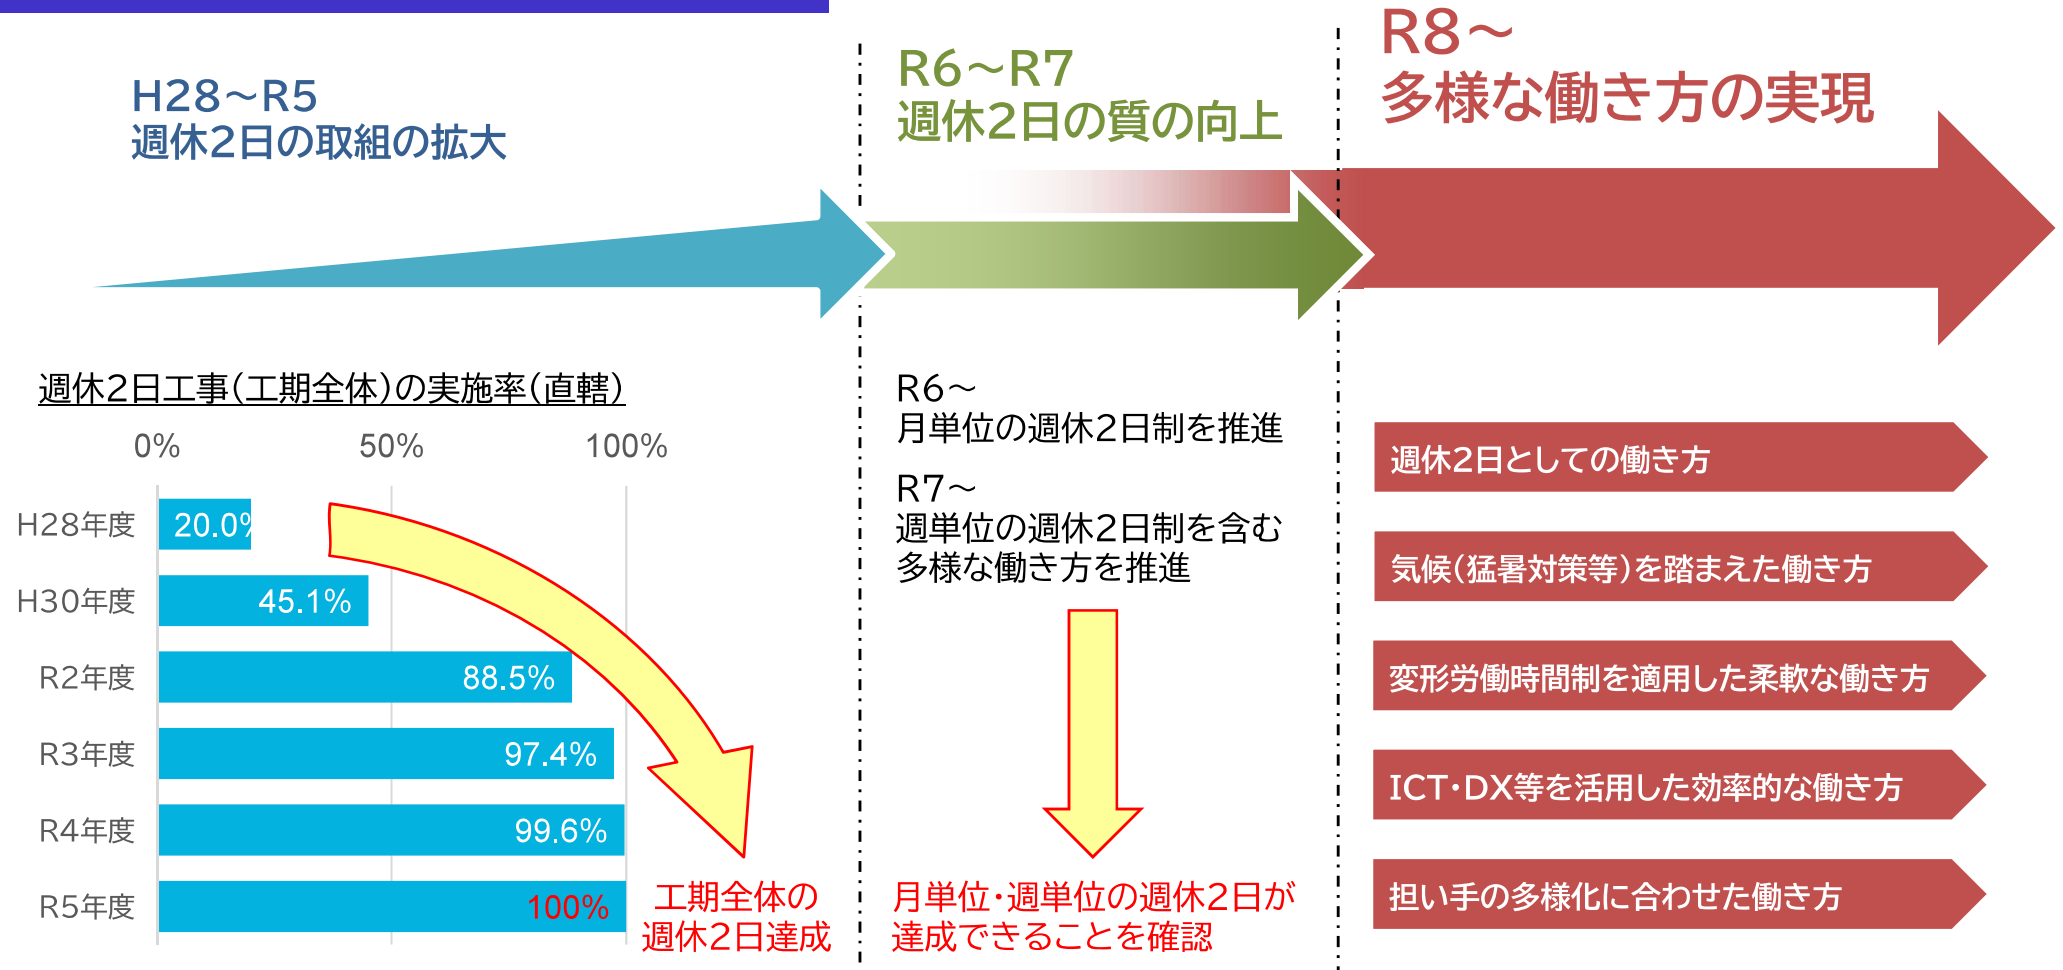 H28～R5
週休2日の取組の拡大
R6～R7
週休2日の質の向上
R8～
多様な働き方の実現
週休2日工事(工期全体)の実施率(直轄)
0%
50%
100%
H28年度
20.0%
H30年度
45.1%
R2年度
88.5%
R3年度
97.4%
R4年度
99.6%
R5年度
100%
工期全体の
週休2日達成
R6～
月単位の週休2日制を推進
R7～
週単位の週休2日制を含む
多様な働き方を推進
月単位・週単位の週休2日が
達成できることを確認
週休2日としての働き方
気候(猛暑対策等)を踏まえた働き方
変形労働時間制を適用した柔軟な働き方
ICT・DX等を活用した効率的な働き方
担い手の多様化に合わせた働き方